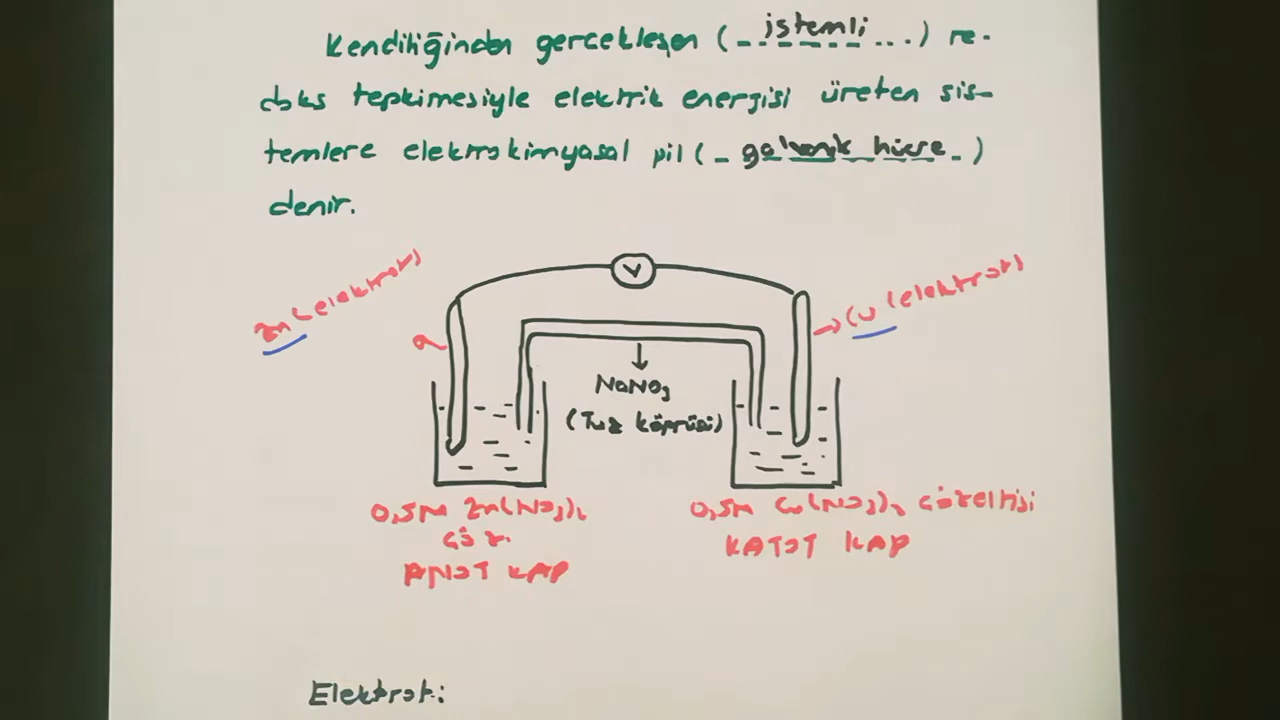 Kendiliğinden gerçekleşen (istemli) re-
doks tepkimesiyle elektrik enerjisi üreten sis-
temlere elektrokimyasal pil (galvanik hücre)
denir.
V
Zn (elektrot)
Cu (elektrot)
NaNO3
(Tuz köprüsü)
0,5M Zn(NO3)2
çöz.
ANOT KAP
0,5M Cu(NO3)2 çözeltisi
KATOT KAP
Elektrot: